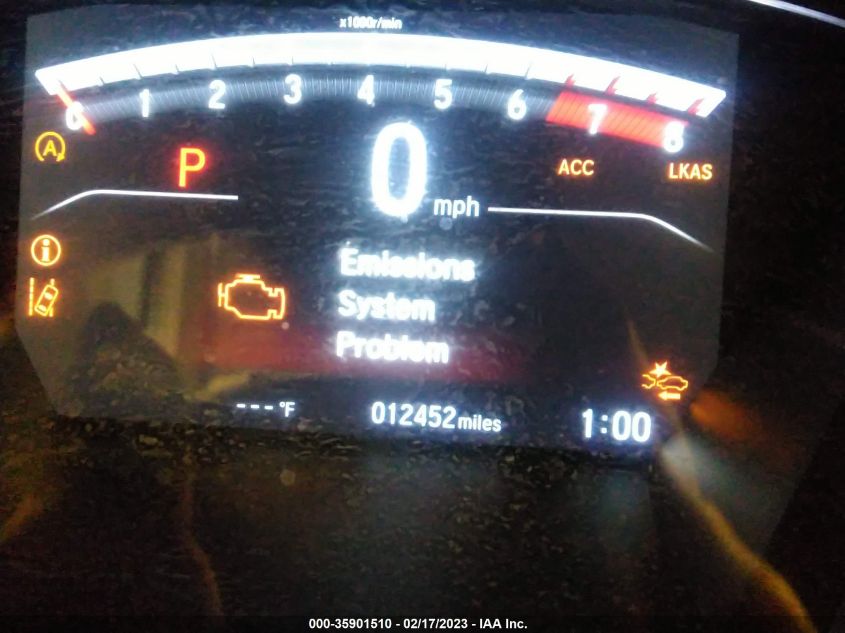 x1000r/min
0 1 2 3 4 5 6 7 8
A
P
0 mph
ACC
LKAS
i
Emissions
System
Problem
---°F
012452 miles
1:00
000-35901510 - 02/17/2023 - IAA Inc.